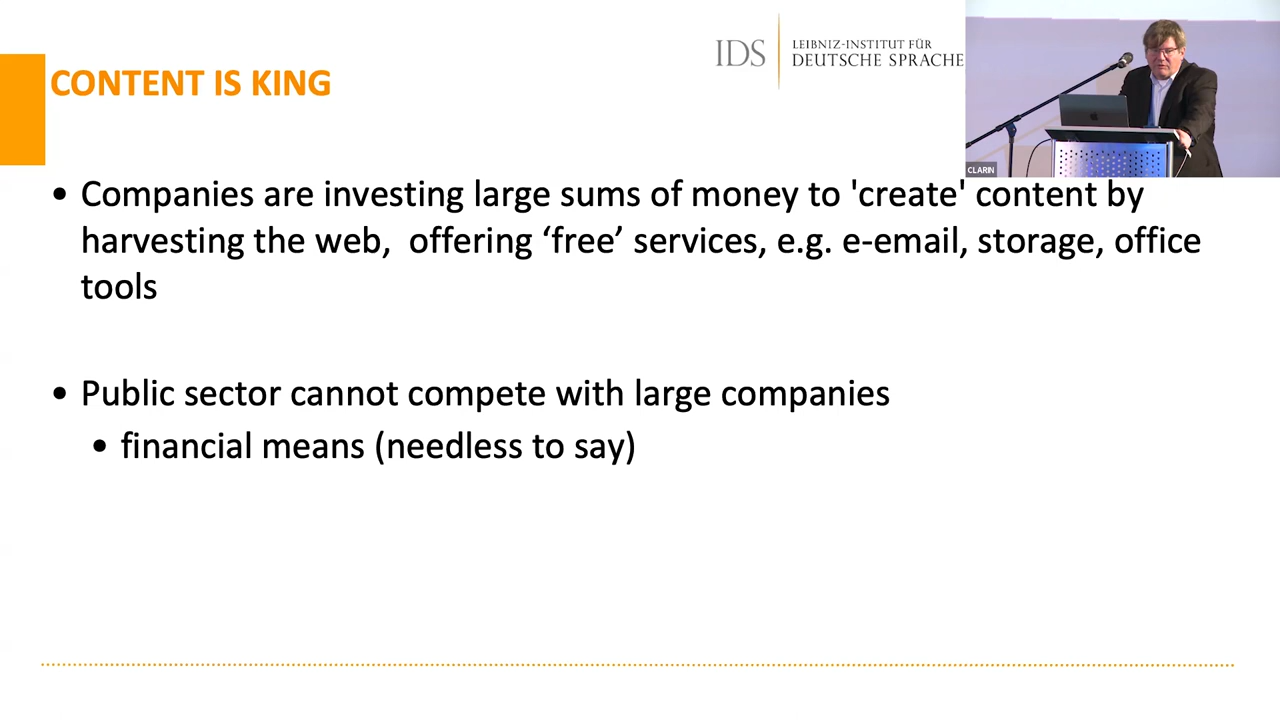 IDS
LEIBNIZ-INSTITUT FÜR
DEUTSCHE SPRACHE
CONTENT IS KING
CLARIN
• Companies are investing large sums of money to 'create' content by
harvesting the web,  offering ‘free’ services, e.g. e-email, storage, office
tools
• Public sector cannot compete with large companies
• financial means (needless to say)